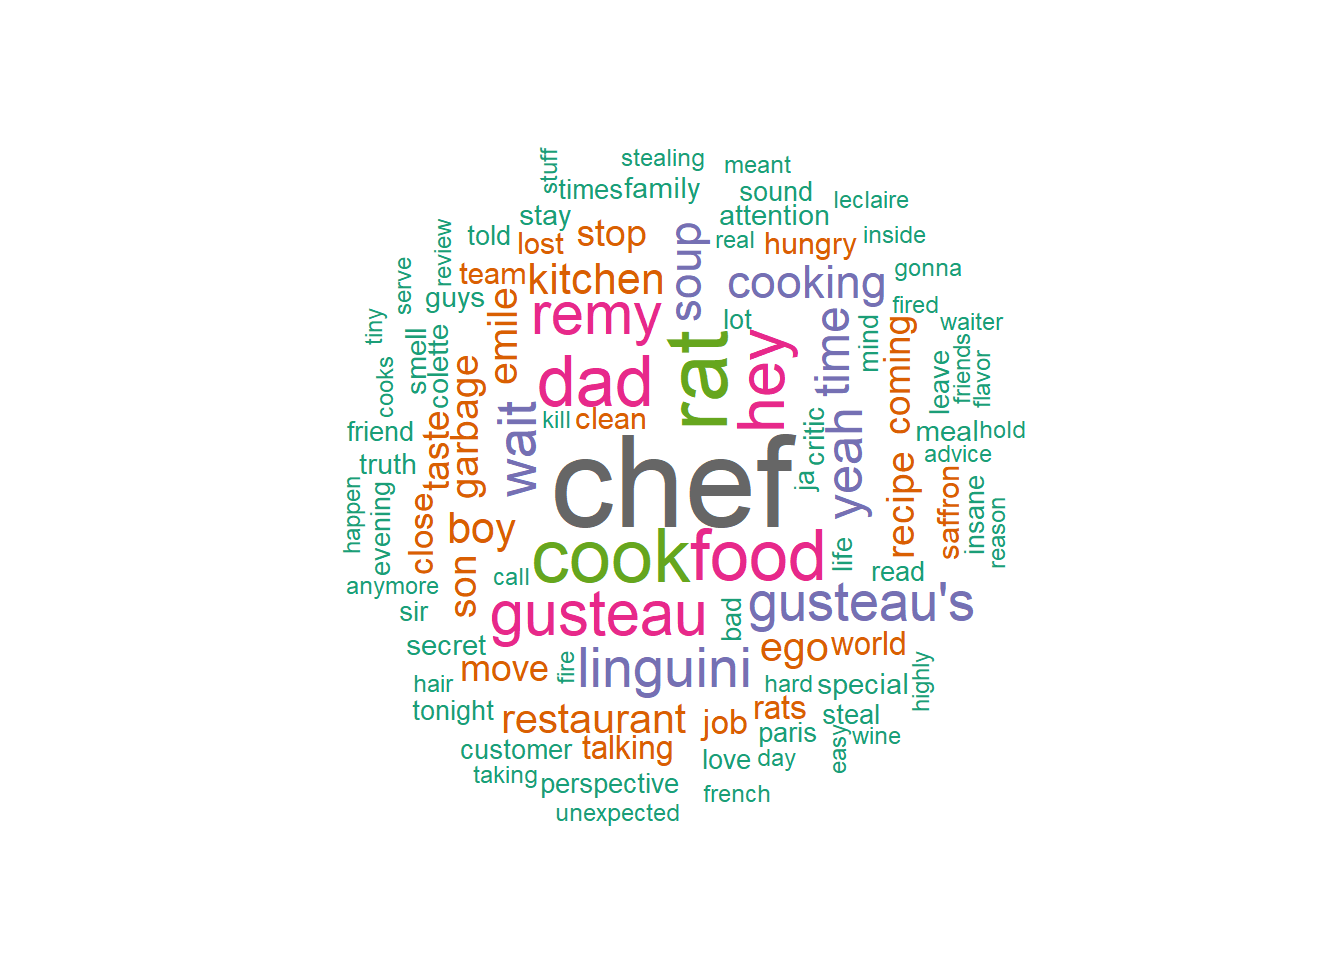 stuff
stealing
meant
times
family
sound
leclaire
stay
attention
told
lost
stop
soup
real
hungry
inside
review
team
kitchen
cooking
gonna
serve
guys
emile
remy
lot
time
fired
waiter
tiny
smell
colette
dad
rat
hey
mind
coming
leave
friends
flavor
cooks
garbage
wait
kill
clean
critic
yeah
meal
hold
friend
taste
truth
chef
ja
recipe
advice
saffron
insane
reason
happen
evening
close
boy
cook
food
life
read
anymore
son
call
sir
gusteau
bad
gusteau's
secret
move
fire
linguini
ego
world
hair
hard
special
highly
tonight
restaurant
job
rats
steal
customer
talking
paris
easy
wine
taking
perspective
love
day
french
unexpected